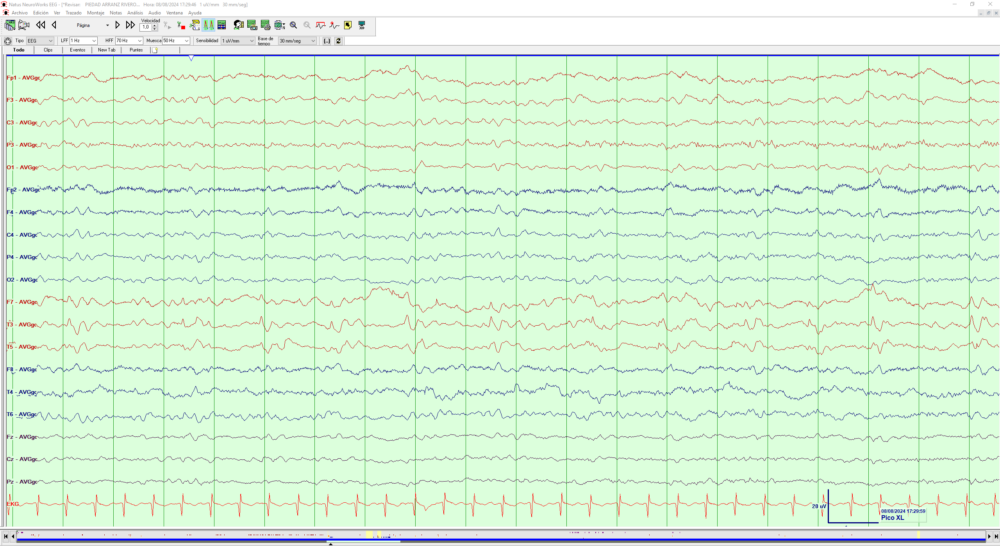 Natus NeuroWorks EEG - [*Revisar: PIEDAD ARRANZ RIVERO... Hora: 08/08/2024 17:29:46 1 uV/mm 30 mm/seg]
Archivo Edición Ver Trazado Montaje Notas Análisis Audio Ventana Ayuda
Página Velocidad 1,0
Tipo EEG LFF 1 Hz HFF 70 Hz Muesca 50 Hz Sensibilidad 1 uV/mm Base de tiempo 30 mm/seg {..}
Todo Clips Eventos New Tab Puntes
Fp1 - AVGgc
F3 - AVGgc
C3 - AVGgc
P3 - AVGgc
O1 - AVGgc
Fp2 - AVGgc
F4 - AVGgc
C4 - AVGgc
P4 - AVGgc
O2 - AVGgc
F7 - AVGgc
T3 - AVGgc
T5 - AVGgc
F8 - AVGgc
T4 - AVGgc
T6 - AVGgc
Fz - AVGgc
Cz - AVGgc
Pz - AVGgc
EKG
20 uV
08/08/2024 17:29:59
Pico XL